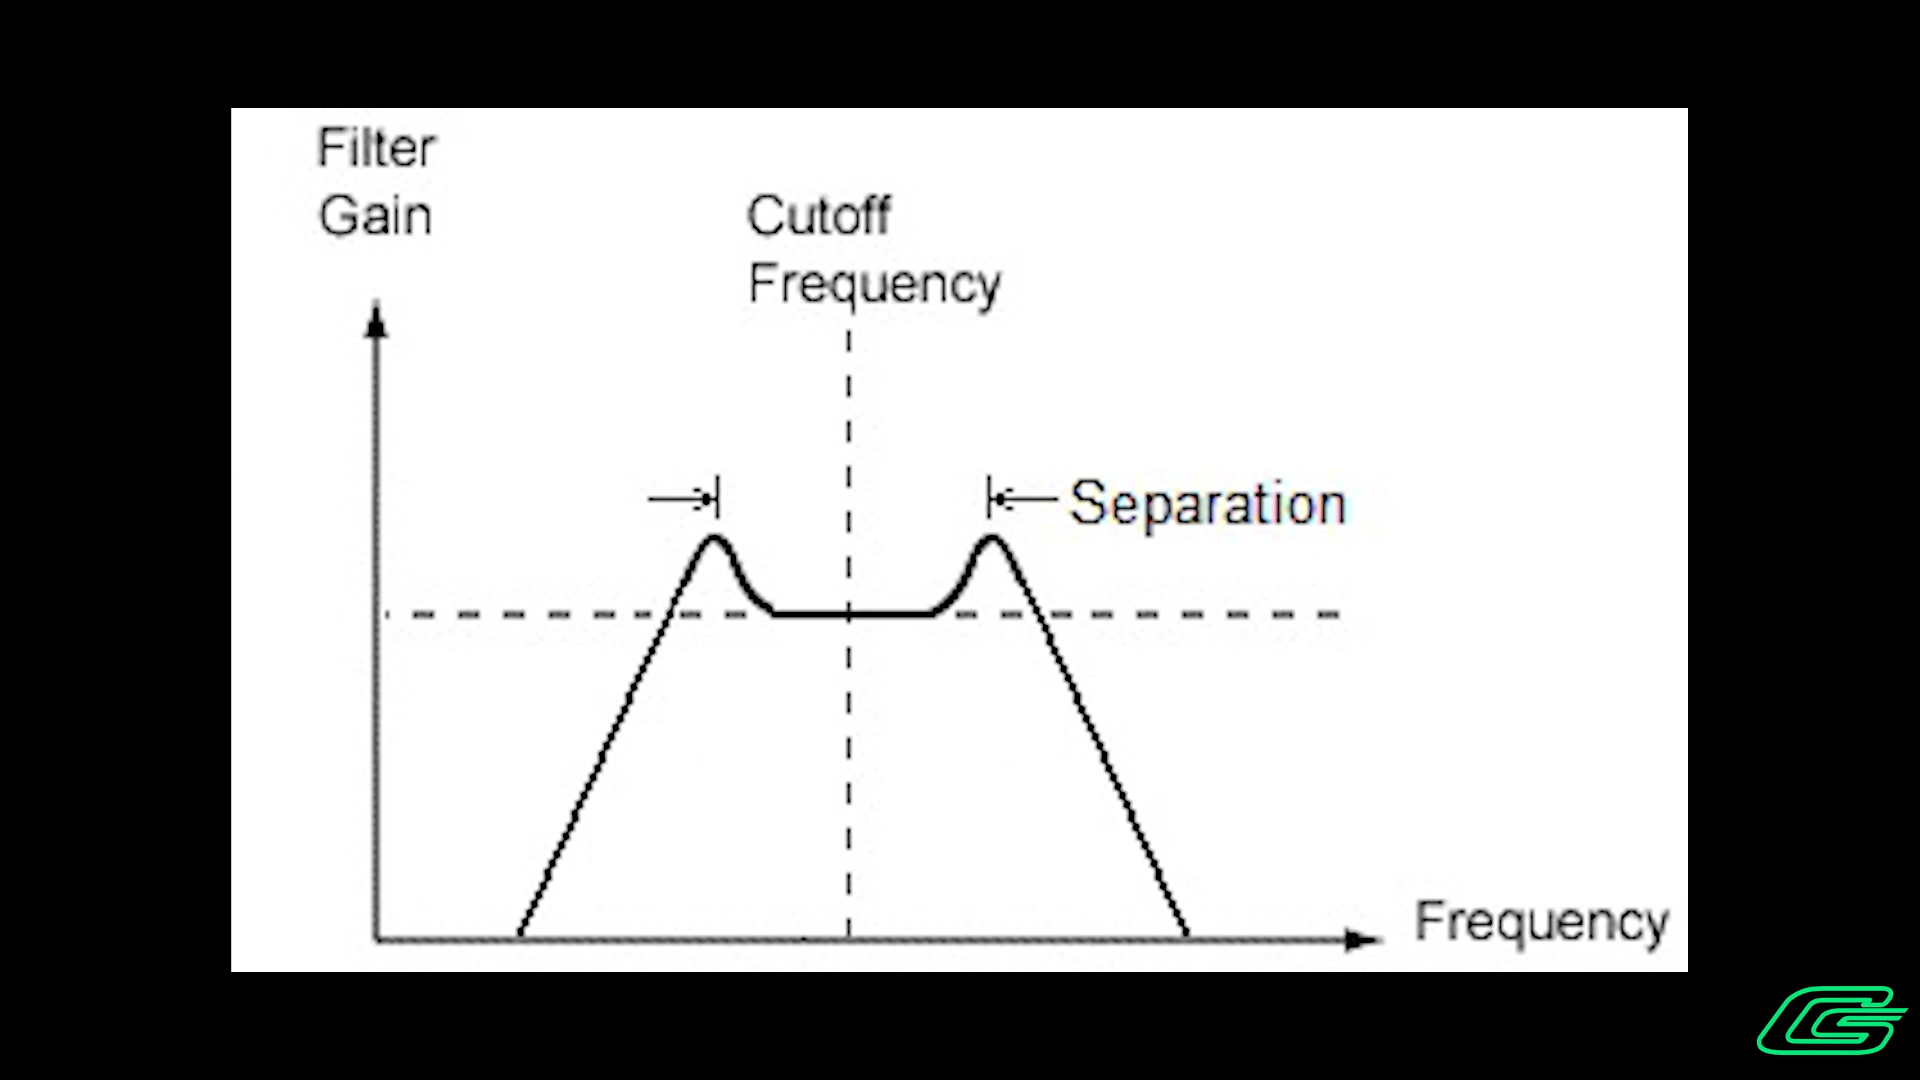 Filter
Gain
Cutoff
Frequency
Separation
Frequency